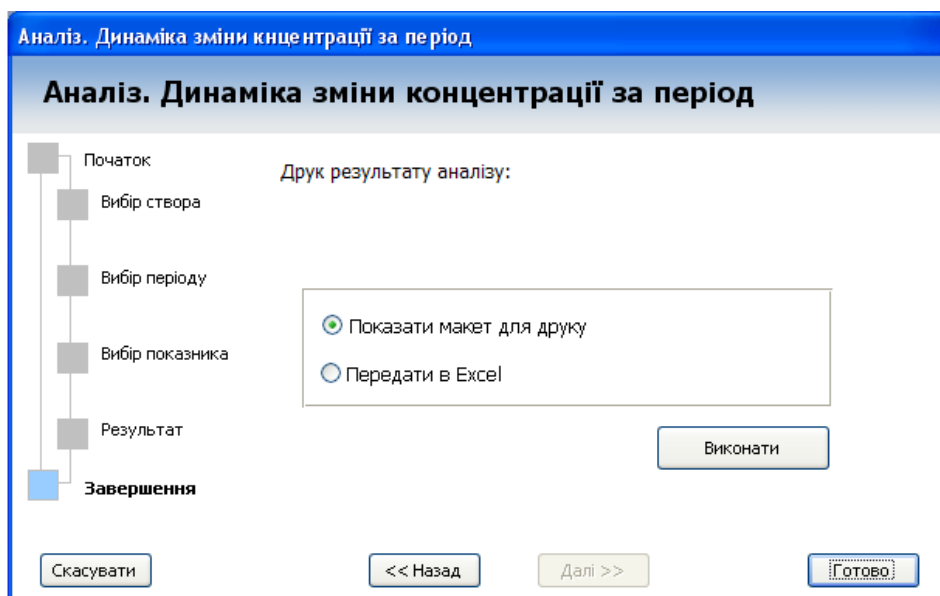 Аналіз. Динаміка зміни кнцентрації за період
Аналіз. Динаміка зміни концентрації за період
Початок
Вибір створа
Вибір періоду
Вибір показника
Результат
Завершення
Друк результату аналізу:
Показати макет для друку
Передати в Excel
Виконати
Скасувати
<< Назад
Далі >>
Готово